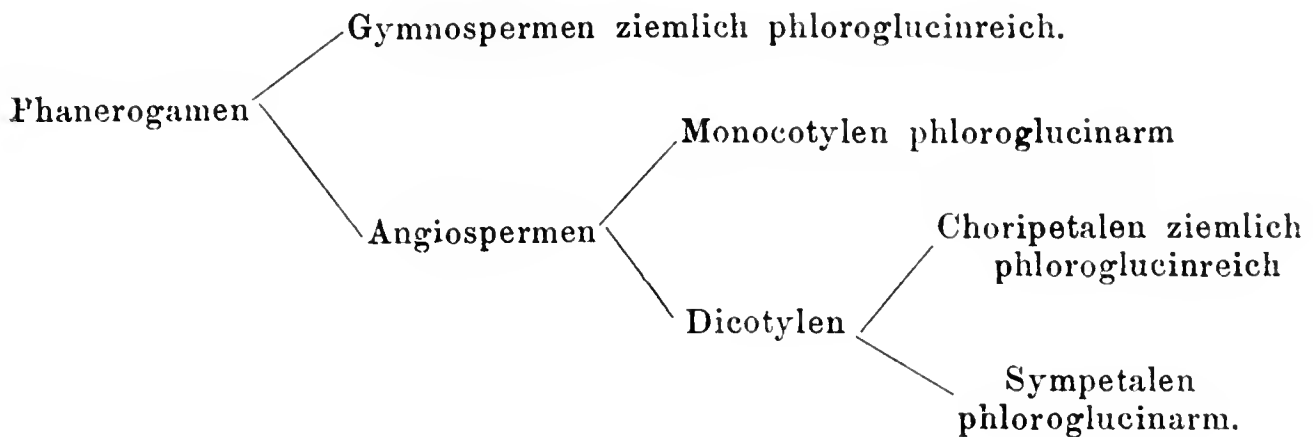 Gymnospermen ziemlich phloroglucinreich.
Phanerogamen
Monocotylen phloroglucinarm
Angiospermen
Choripetalen ziemlich
phloroglucinreich
Dicotylen
Sympetalen
phloroglucinarm.